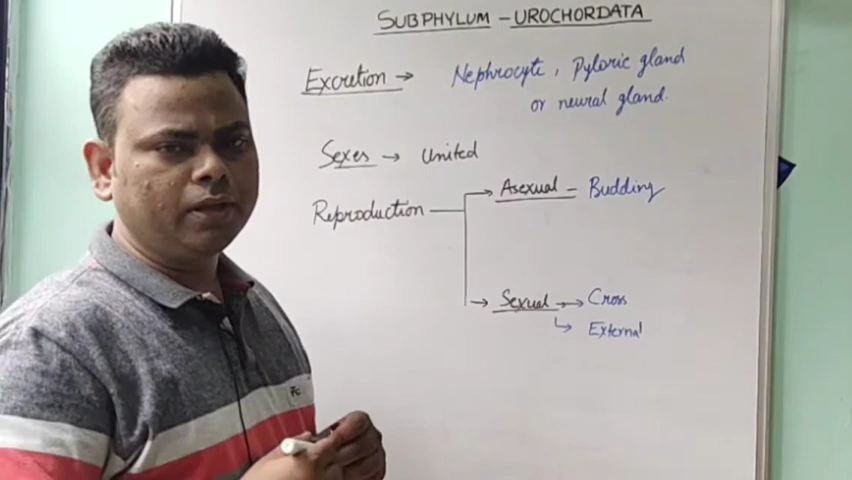 SUBPHYLUM - UROCHORDATA
Excretion → Nephrocyte, Pyloric gland
or neural gland.
Sexes → United
Reproduction → Asexual - Budding
→ Sexual → Cross
↳ External